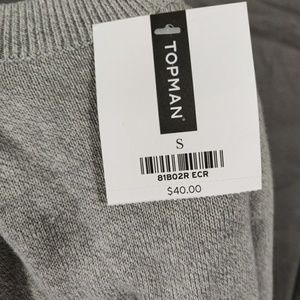 TOPMAN
S
81B02R ECR
$40.00